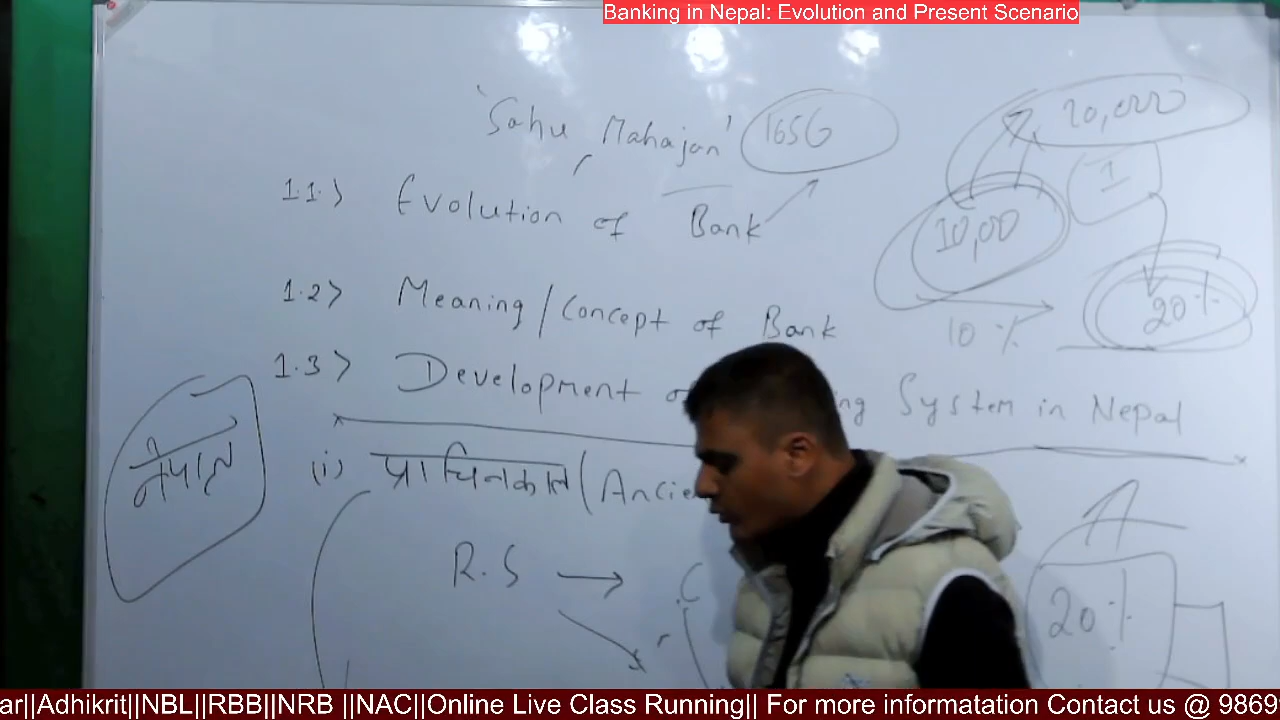 Banking in Nepal: Evolution and Present Scenario
'Sahu Mahajan' 1656
20,000
1.1> Evolution of Bank
10,00
1
1.2> Meaning/Concept of Bank
10%
20%
1.3> Development of ng System in Nepal
नेपाल
(i) प्राचिनकाल (Ancie
A
R.S →
20%
ar||Adhikrit||NBL||RBB||NRB ||NAC||Online Live Class Running|| For more informatation Contact us @ 9869